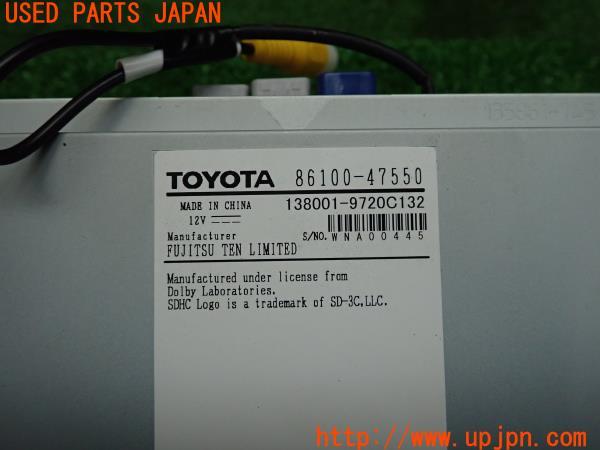 USED PARTS JAPAN
TOYOTA 86100-47550
MADE IN CHINA 138001-9720C132
12V
Manufacturer S/NO. WNA00445
FUJITSU TEN LIMITED
Manufactured under license from
Dolby Laboratories.
SDHC Logo is a trademark of SD-3C,LLC.
http://www.upjpn.com/